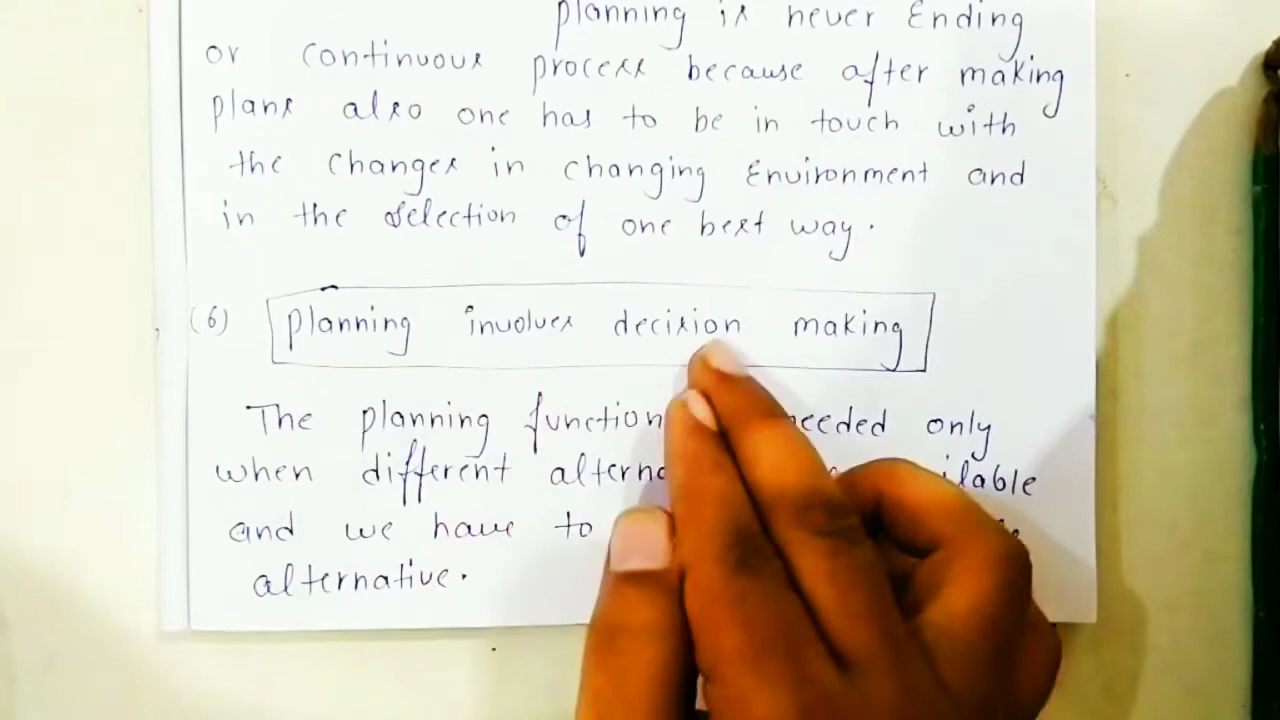 planning is never Ending
or continuous process because after making
plans also one has to be in touch with
the changes in changing Environment and
in the selection of one best way.
(6) planning involves decision making
The planning function needed only
when different
and we have to
alternative.